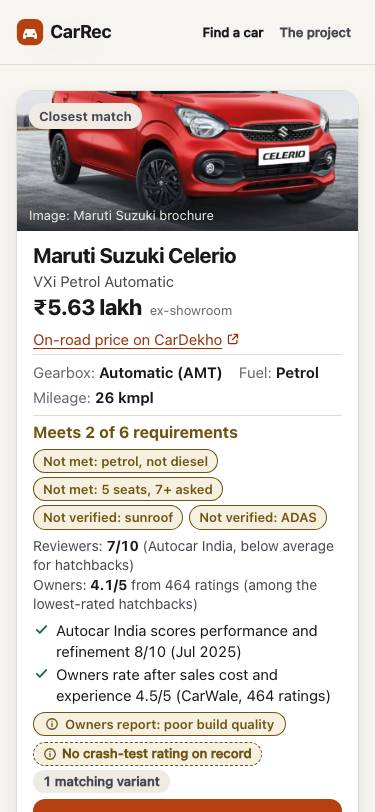 CarRec
Find a car
The project
Closest match
CELERIO
Image: Maruti Suzuki brochure
Maruti Suzuki Celerio
VXi Petrol Automatic
₹5.63 lakh ex-showroom
On-road price on CarDekho
Gearbox: Automatic (AMT) Fuel: Petrol
Mileage: 26 kmpl
Meets 2 of 6 requirements
Not met: petrol, not diesel
Not met: 5 seats, 7+ asked
Not verified: sunroof
Not verified: ADAS
Reviewers: 7/10 (Autocar India, below average
for hatchbacks)
Owners: 4.1/5 from 464 ratings (among the
lowest-rated hatchbacks)
Autocar India scores performance and
refinement 8/10 (Jul 2025)
Owners rate after sales cost and
experience 4.5/5 (CarWale, 464 ratings)
Owners report: poor build quality
No crash-test rating on record
1 matching variant